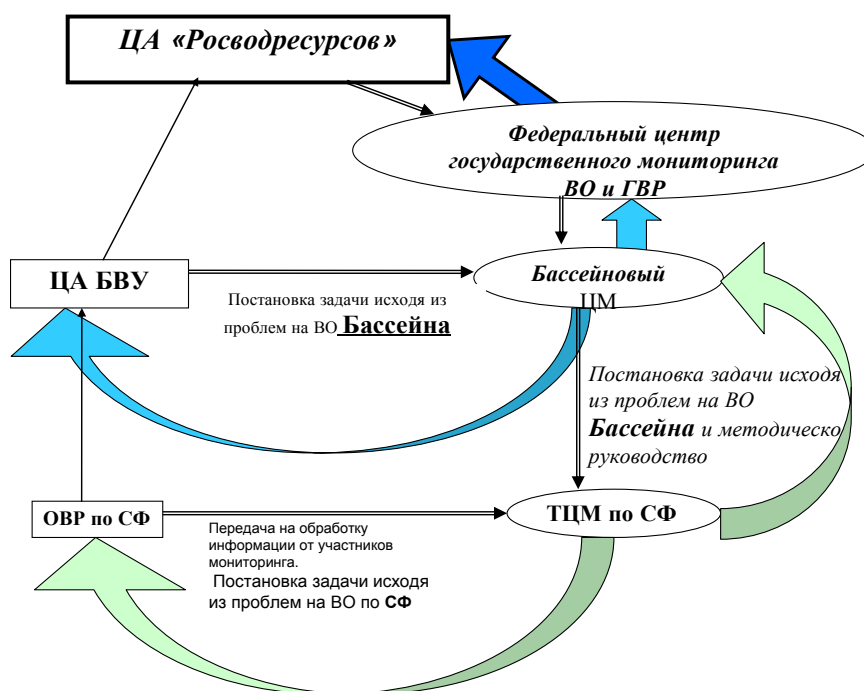 ЦА «Росводресурсов»
Федеральный центр
государственного мониторинга
ВО и ГВР
ЦА БВУ
Бассейновый
ЦМ
Постановка задачи исходя из
проблем на ВО Бассейна
Постановка задачи исходя
из проблем на ВО
Бассейна и методическо
руководство
ОВР по СФ
ТЦМ по СФ
Передача на обработку
информации от участников
мониторинга.
Постановка задачи исходя
из проблем на ВО по СФ